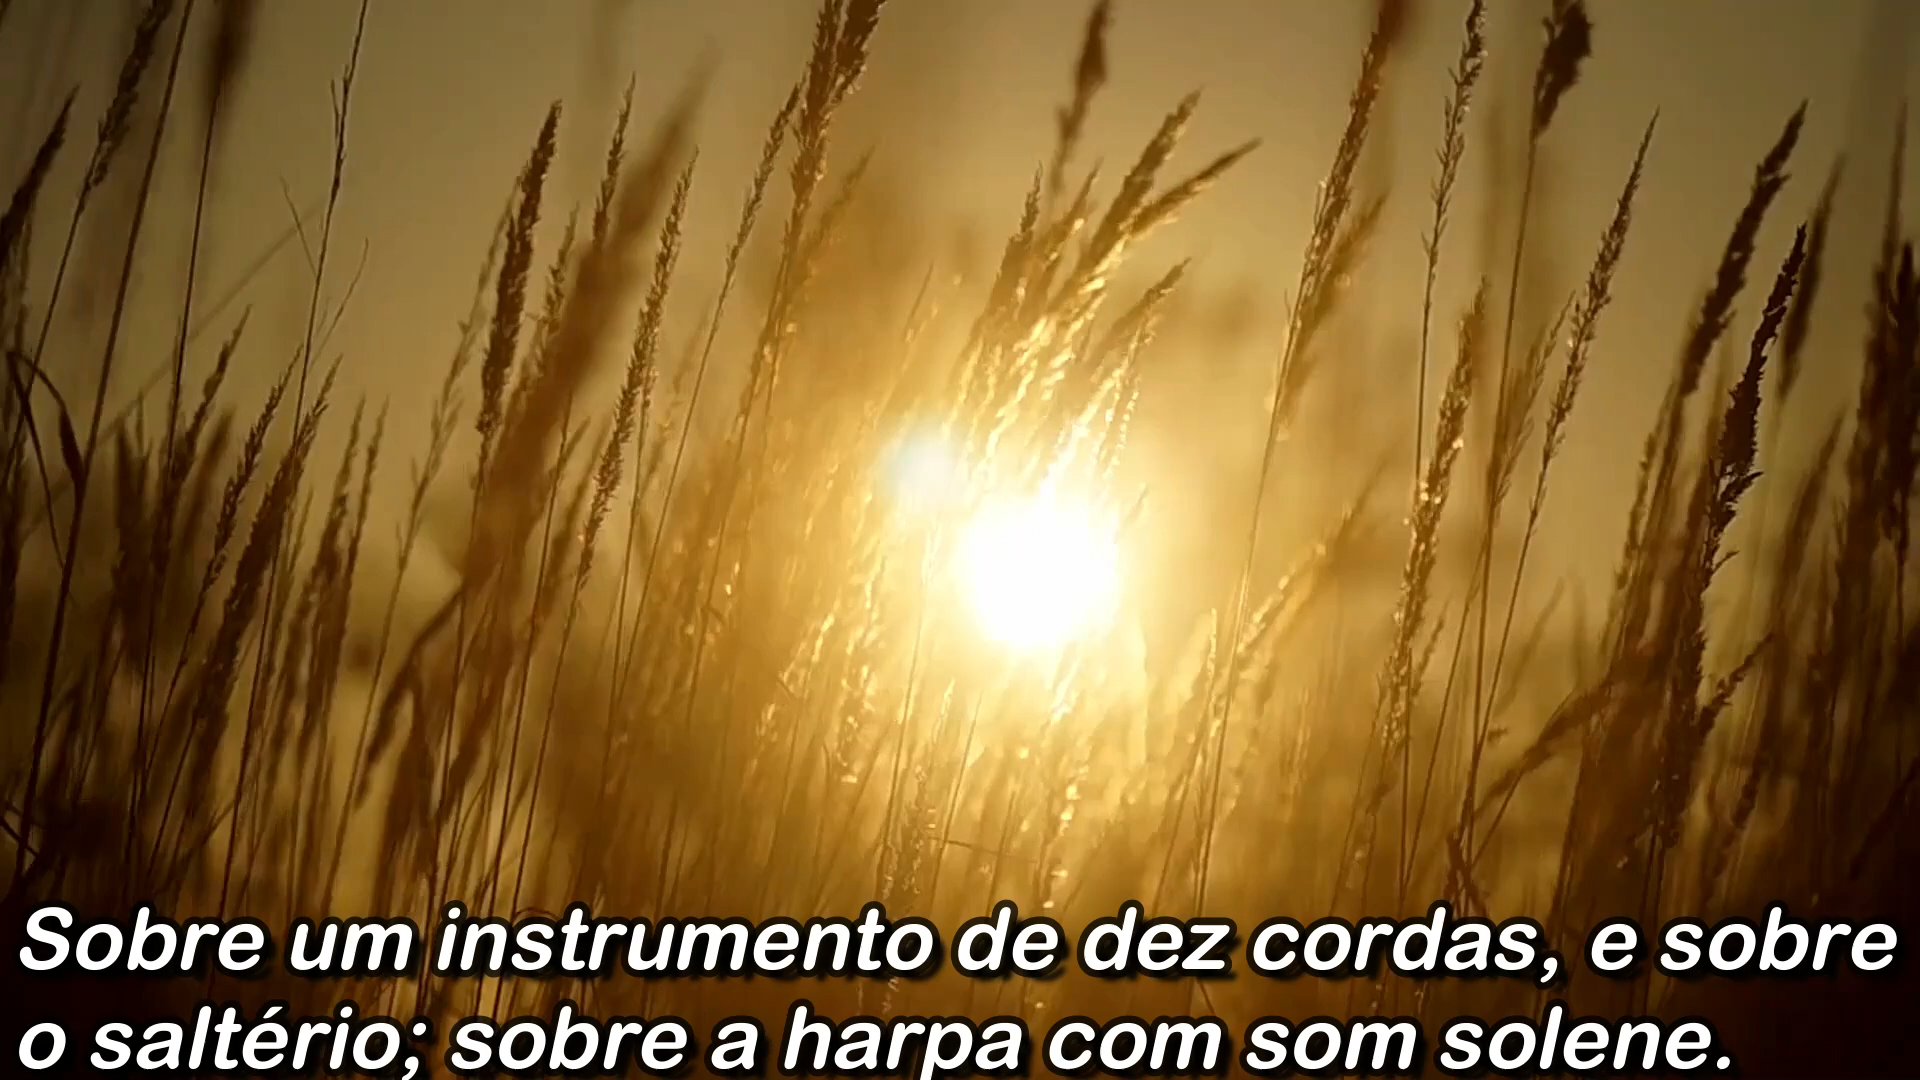 Sobre um instrumento de dez cordas, e sobre
o saltério; sobre a harpa com som solene.